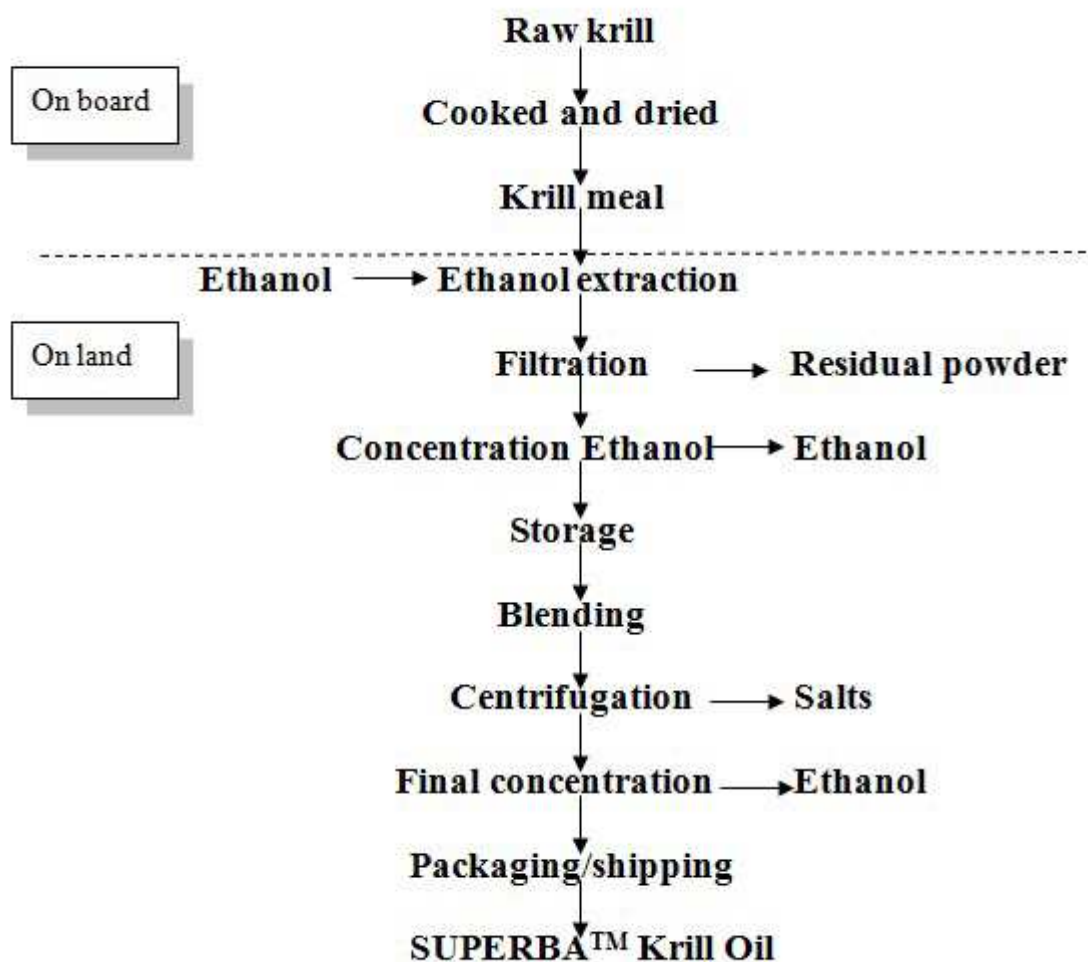 Raw krill
On board
Cooked and dried
Krill meal
Ethanol Ethanol extraction
On land
Filtration Residual powder
Concentration Ethanol Ethanol
Storage
Blending
Centrifugation Salts
Final concentration Ethanol
Packaging/shipping
SUPERBA™ Krill Oil